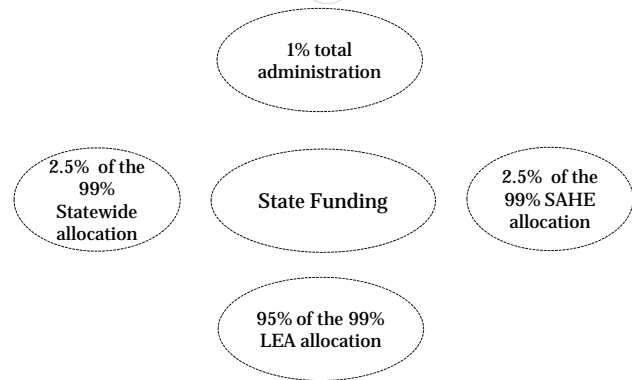 1% total
administration
2.5% of the
99%
Statewide
allocation
State Funding
2.5% of the
99% SAHE
allocation
95% of the 99%
LEA allocation